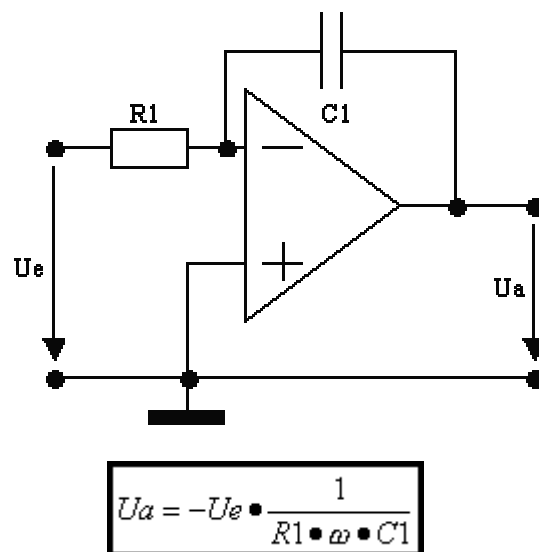 R1
C1
−
+
Ue
Ua
Ua = −Ue • 1 / (R1 • ω • C1)